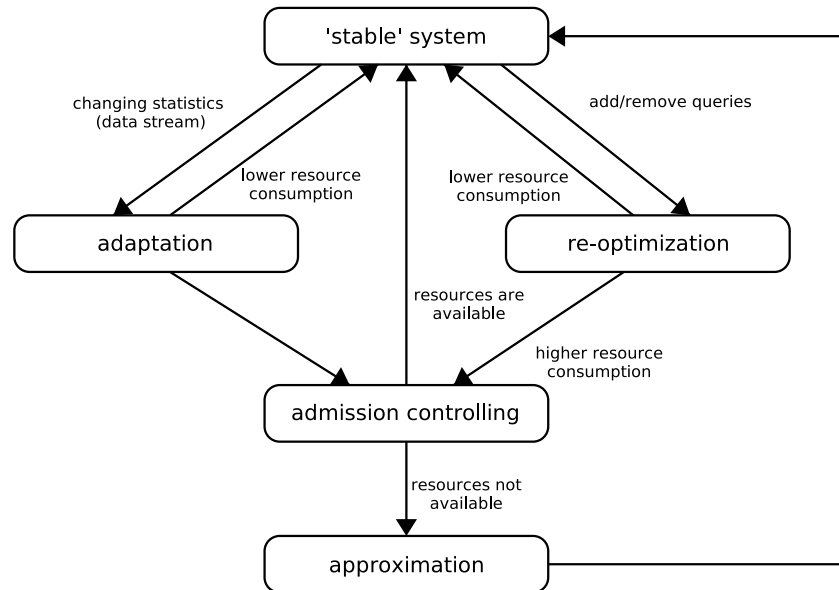 'stable' system
changing statistics
(data stream)
add/remove queries
lower resource
consumption
lower resource
consumption
adaptation
re-optimization
resources are
available
higher resource
consumption
admission controlling
resources not
available
approximation